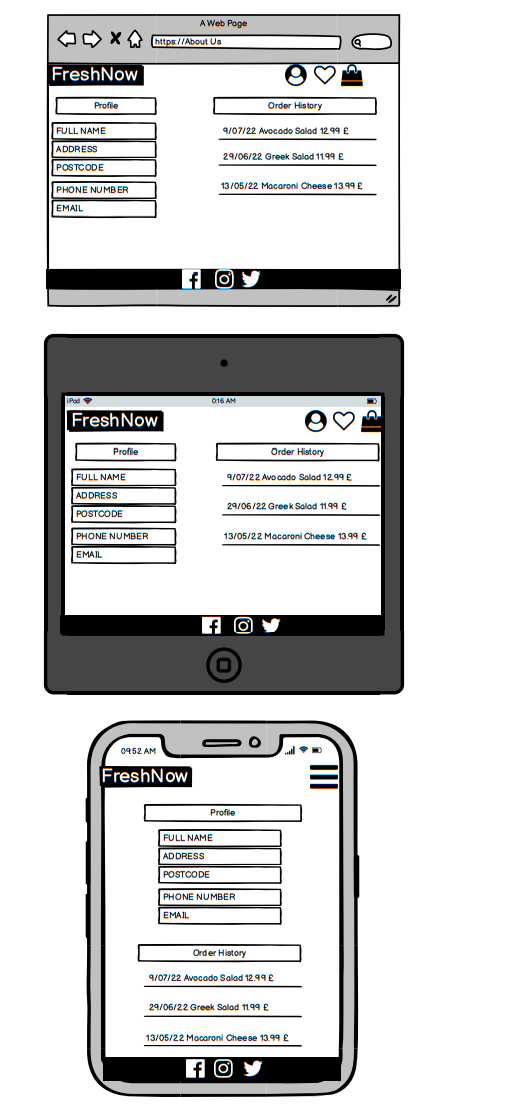 A Web Page
https://About Us
FreshNow
Profile
Order History
FULL NAME
9/07/22 Avocado Salad 12.99 £
ADDRESS
29/06/22 Greek Salad 11.99 £
POSTCODE
13/05/22 Macaroni Cheese 13.99 £
PHONE NUMBER
EMAIL
iPod
0:16 AM
FreshNow
Profile
Order History
FULL NAME
9/07/22 Avocado Salad 12.99 £
ADDRESS
29/06/22 Greek Salad 11.99 £
POSTCODE
13/05/22 Macaroni Cheese 13.99 £
PHONE NUMBER
EMAIL
09:52 AM
FreshNow
Profile
FULL NAME
ADDRESS
POSTCODE
PHONE NUMBER
EMAIL
Order History
9/07/22 Avocado Salad 12.99 £
29/06/22 Greek Salad 11.99 £
13/05/22 Macaroni Cheese 13.99 £